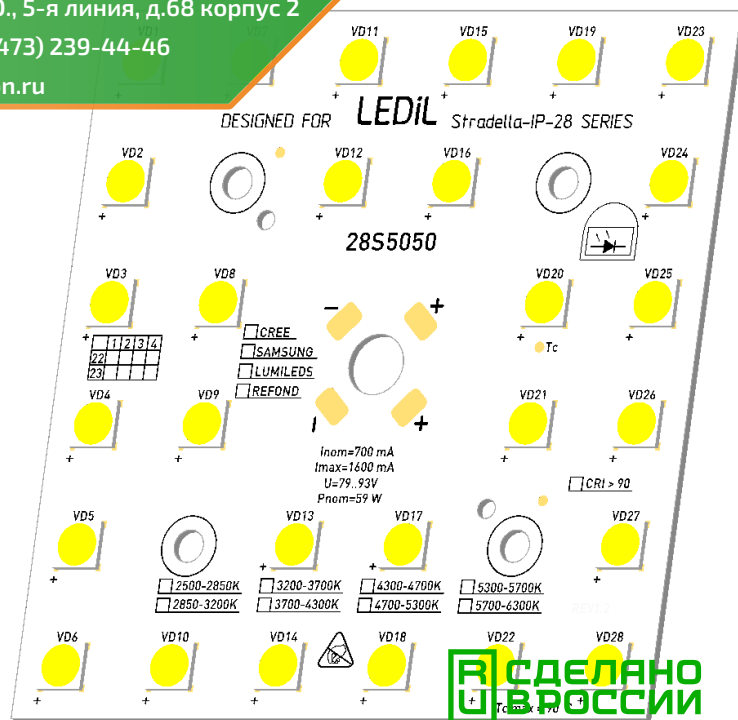 О., 5-я линия, д.68 корпус 2
473) 239-44-46
n.ru
VD11 VD15 VD19 VD23
DESIGNED FOR LEDiL Stradella-IP-28 SERIES
VD2 VD12 VD16 VD24
28S5050
VD3 VD8 VD20 VD25
- +
CREE
SAMSUNG
LUMILEDS
REFOND
1 2 3 4
22
23
Tc
VD4 VD9 VD21 VD26
- +
Inom=700 mA
Imax=1600 mA
U=79..93V
Pnom=59 W
CRI > 90
VD5 VD13 VD17 VD27
2500-2850K 3200-3700K 4300-4700K 5300-5700K
2850-3200K 3700-4300K 4700-5300K 5700-6300K
VD6 VD10 VD14 VD18 VD22 VD28
СДЕЛАНО
В РОССИИ